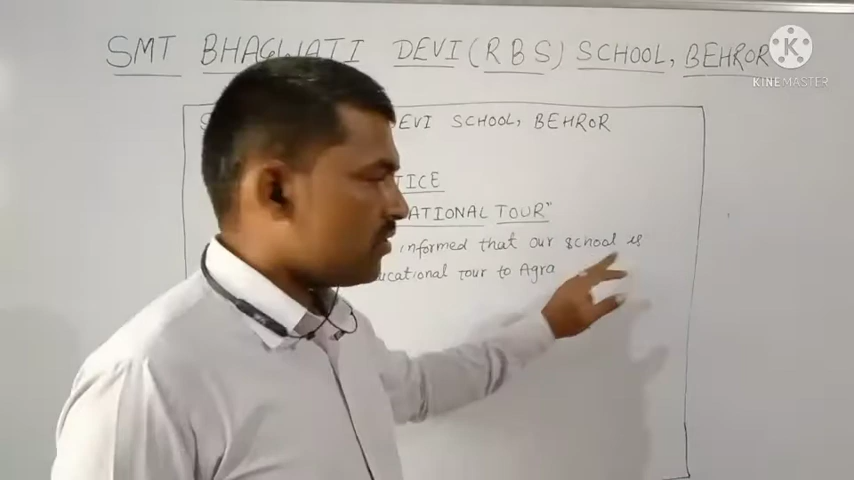 SMT BHAGWATI DEVI (RBS) SCHOOL, BEHROR
KINEMASTER
DEVI SCHOOL, BEHROR
TICE
ATIONAL TOUR"
informed that our school is
ucational Tour to Agra